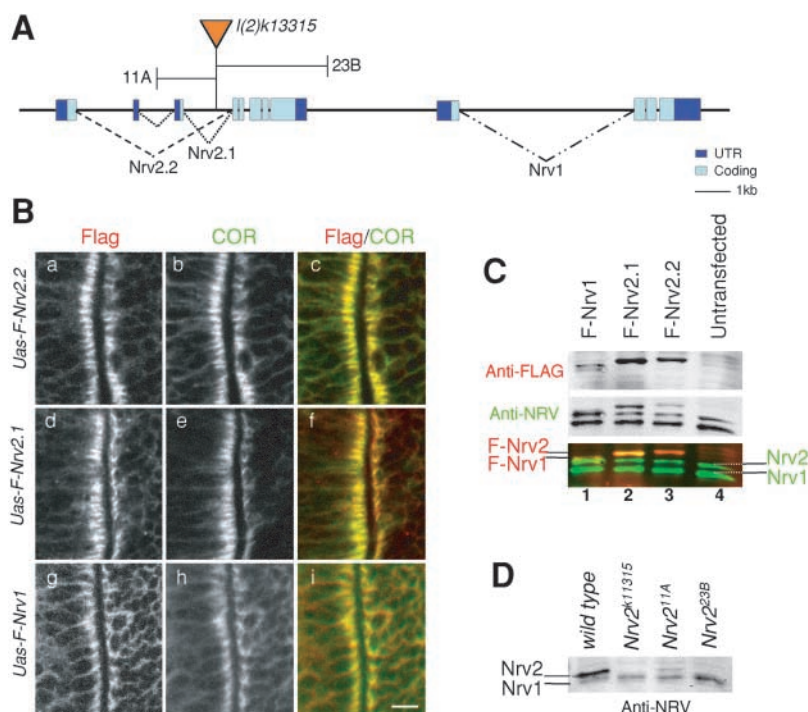 A
l(2)k13315
11A
23B
Nrv2.2
Nrv2.1
Nrv1
UTR
Coding
1kb
B
Flag
COR
Flag/COR
Uas-F-Nrv2.2
a
b
c
Uas-F-Nrv2.1
d
e
f
Uas-F-Nrv1
g
h
i
C
F-Nrv1
F-Nrv2.1
F-Nrv2.2
Untransfected
Anti-FLAG
Anti-NRV
F-Nrv2
F-Nrv1
Nrv2
Nrv1
1 2 3 4
D
wild type
Nrv2k11315
Nrv211A
Nrv223B
Nrv2
Nrv1
Anti-NRV